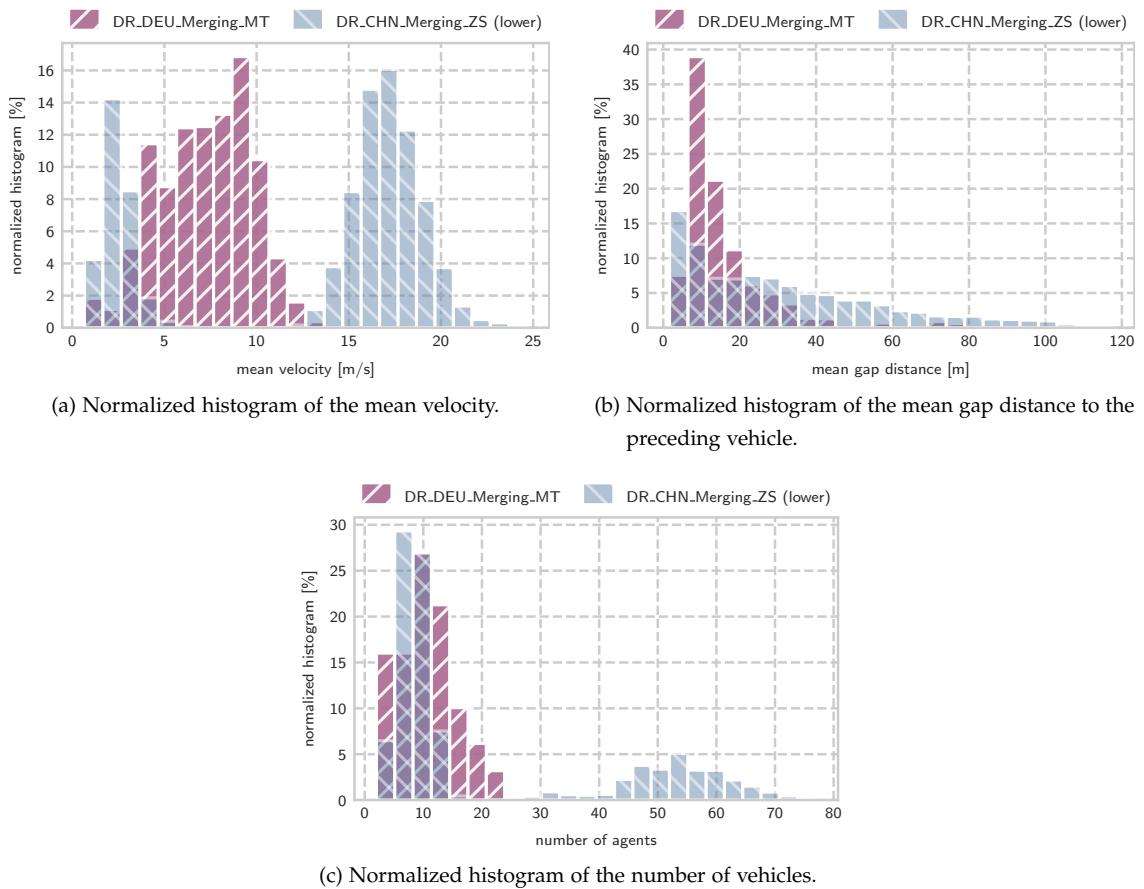 DR_DEU_Merging_MT DR_CHN_Merging_ZS (lower)
normalized histogram [%]
16
14
12
10
8
6
4
2
0
0 5 10 15 20 25
mean velocity [m/s]
(a) Normalized histogram of the mean velocity.
DR_DEU_Merging_MT DR_CHN_Merging_ZS (lower)
normalized histogram [%]
40
35
30
25
20
15
10
5
0
0 20 40 60 80 100 120
mean gap distance [m]
(b) Normalized histogram of the mean gap distance to the
preceding vehicle.
DR_DEU_Merging_MT DR_CHN_Merging_ZS (lower)
normalized histogram [%]
30
25
20
15
10
5
0
0 10 20 30 40 50 60 70 80
number of agents
(c) Normalized histogram of the number of vehicles.